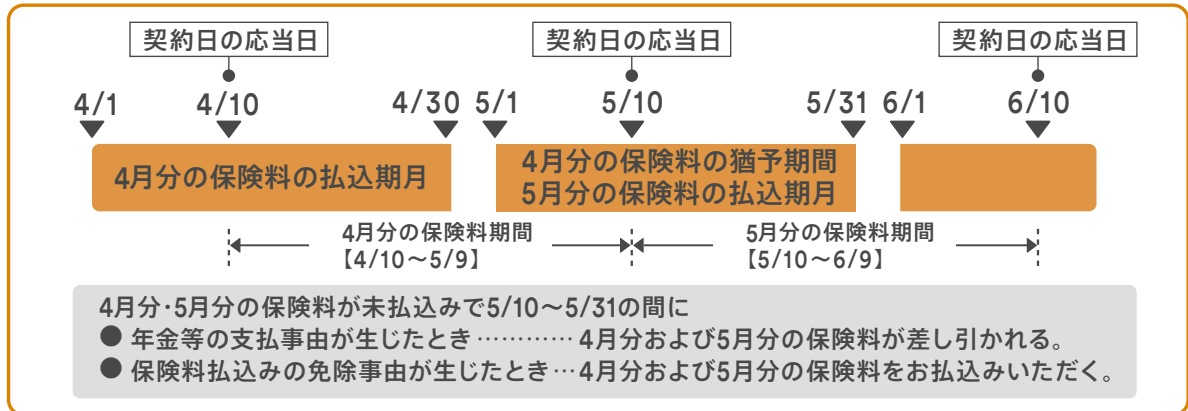 契約日の応当日 契約日の応当日 契約日の応当日
4/1 4/10 4/30 5/1 5/10 5/31 6/1 6/10
4月分の保険料の払込期月
4月分の保険料の猶予期間
5月分の保険料の払込期月
4月分の保険料期間
【4/10〜5/9】
5月分の保険料期間
【5/10〜6/9】
4月分・5月分の保険料が未払込みで5/10〜5/31の間に
● 年金等の支払事由が生じたとき………… 4月分および5月分の保険料が差し引かれる。
● 保険料払込みの免除事由が生じたとき…4月分および5月分の保険料をお払込みいただく。